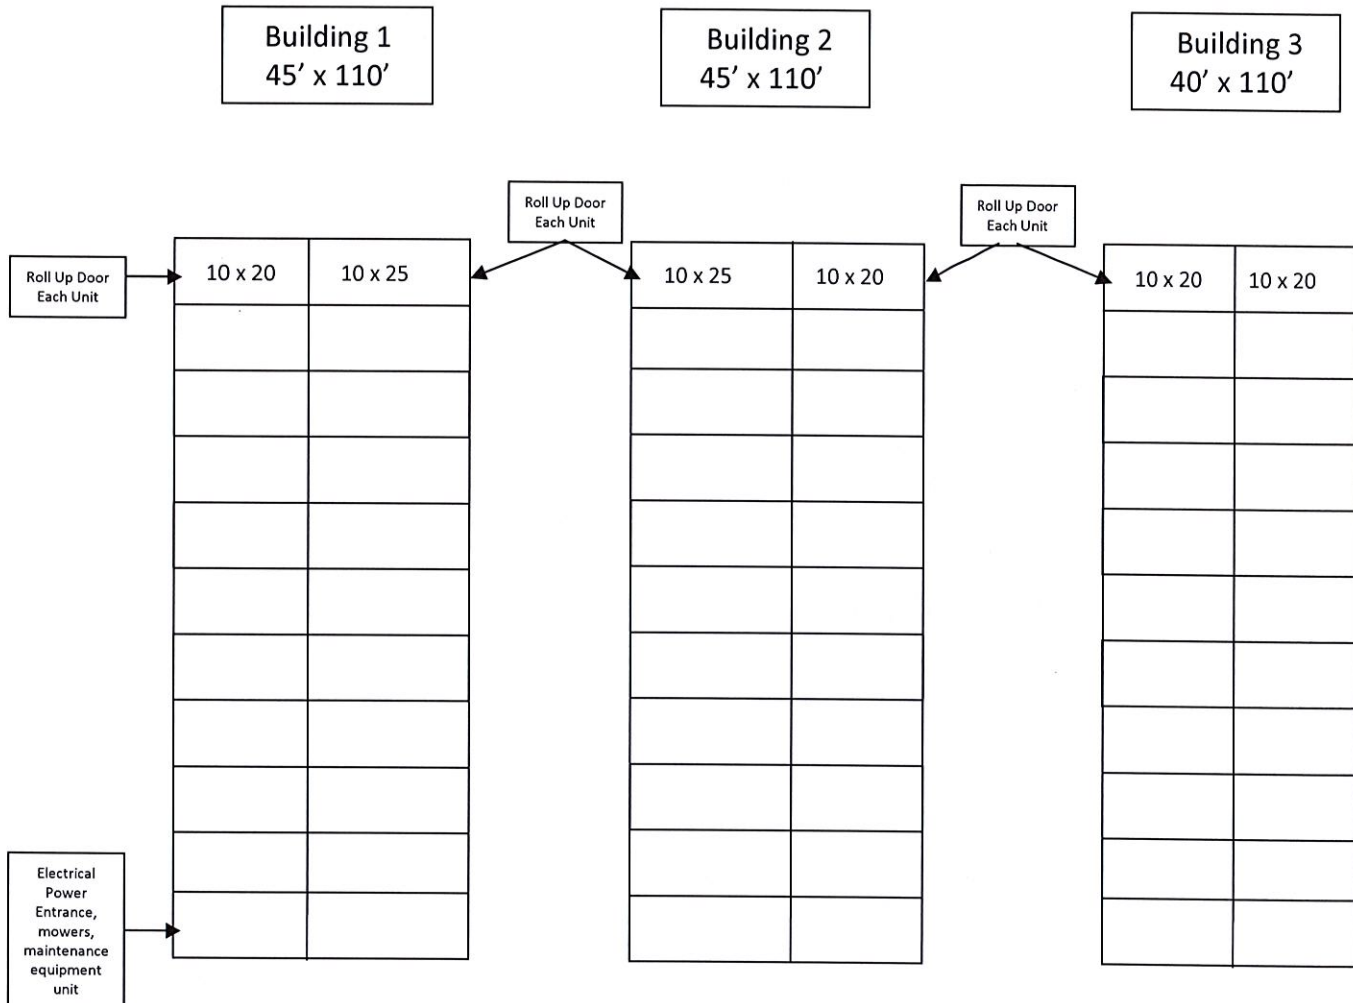 Building 1
45’ x 110’
Building 2
45’ x 110’
Building 3
40’ x 110’
Roll Up Door
Each Unit
Roll Up Door
Each Unit
Roll Up Door
Each Unit
10 x 20
10 x 25
10 x 25
10 x 20
10 x 20
10 x 20
Electrical
Power
Entrance,
mowers,
maintenance
equipment
unit